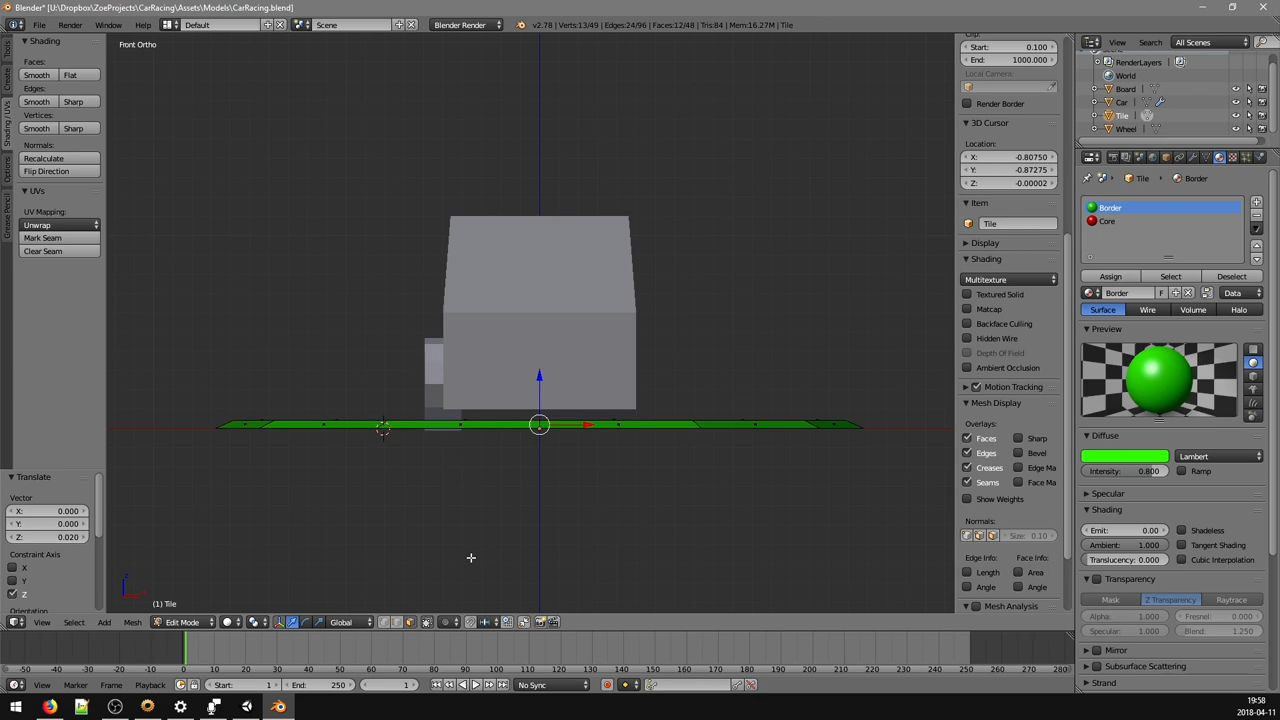 Blender* [U:\Dropbox\ZoeProjects\CarRacing\Assets\Models\CarRacing.blend]
File Render Window Help Default Scene Blender Render v2.78 | Verts:13/49 | Edges:24/96 | Faces:12/48 | Tris:84 | Mem:16.27M | Tile
Tools
Create
Shading / UVs
Options
Grease Pencil
Shading
Faces:
Smooth Flat
Edges:
Smooth Sharp
Vertices:
Smooth Sharp
Normals:
Recalculate
Flip Direction
UVs
UV Mapping:
Unwrap
Mark Seam
Clear Seam
Translate
Vector
X: 0.000
Y: 0.000
Z: 0.020
Constraint Axis
X
Y
Z
Orientation
Front Ortho
(1) Tile
Start: 0.100
End: 1000.000
Local Camera:
Render Border
3D Cursor
Location:
X: -0.80750
Y: -0.87275
Z: -0.00002
Item
Tile
Display
Shading
Multitexture
Textured Solid
Matcap
Backface Culling
Hidden Wire
Depth Of Field
Ambient Occlusion
Motion Tracking
Mesh Display
Overlays:
Faces Sharp
Edges Bevel
Creases Edge Ma
Seams Face Ma
Show Weights
Normals:
Size: 0.10
Edge Info: Face Info:
Length Area
Angle Angle
Mesh Analysis
View Search All Scenes
RenderLayers
World
Board
Car
Tile
Wheel
Tile Border
Border
Core
Assign Select Deselect
Border F Data
Surface Wire Volume Halo
Preview
Diffuse
Lambert
Intensity: 0.800 Ramp
Specular
Shading
Emit: 0.00 Shadeless
Ambient: 1.000 Tangent Shading
Translucency: 0.000 Cubic Interpolation
Transparency
Mask Z Transparency Raytrace
Alpha: 1.000 Fresnel: 0.000
Specular: 1.000 Blend: 1.250
Mirror
Subsurface Scattering
Strand
View Select Add Mesh Edit Mode Global
-50 -40 -30 -20 -10 0 10 20 30 40 50 60 70 80 90 100 110 120 130 140 150 160 170 180 190 200 210 220 230 240 250 260 270 280
View Marker Frame Playback Start: 1 End: 250 1 No Sync
19:58
2018-04-11